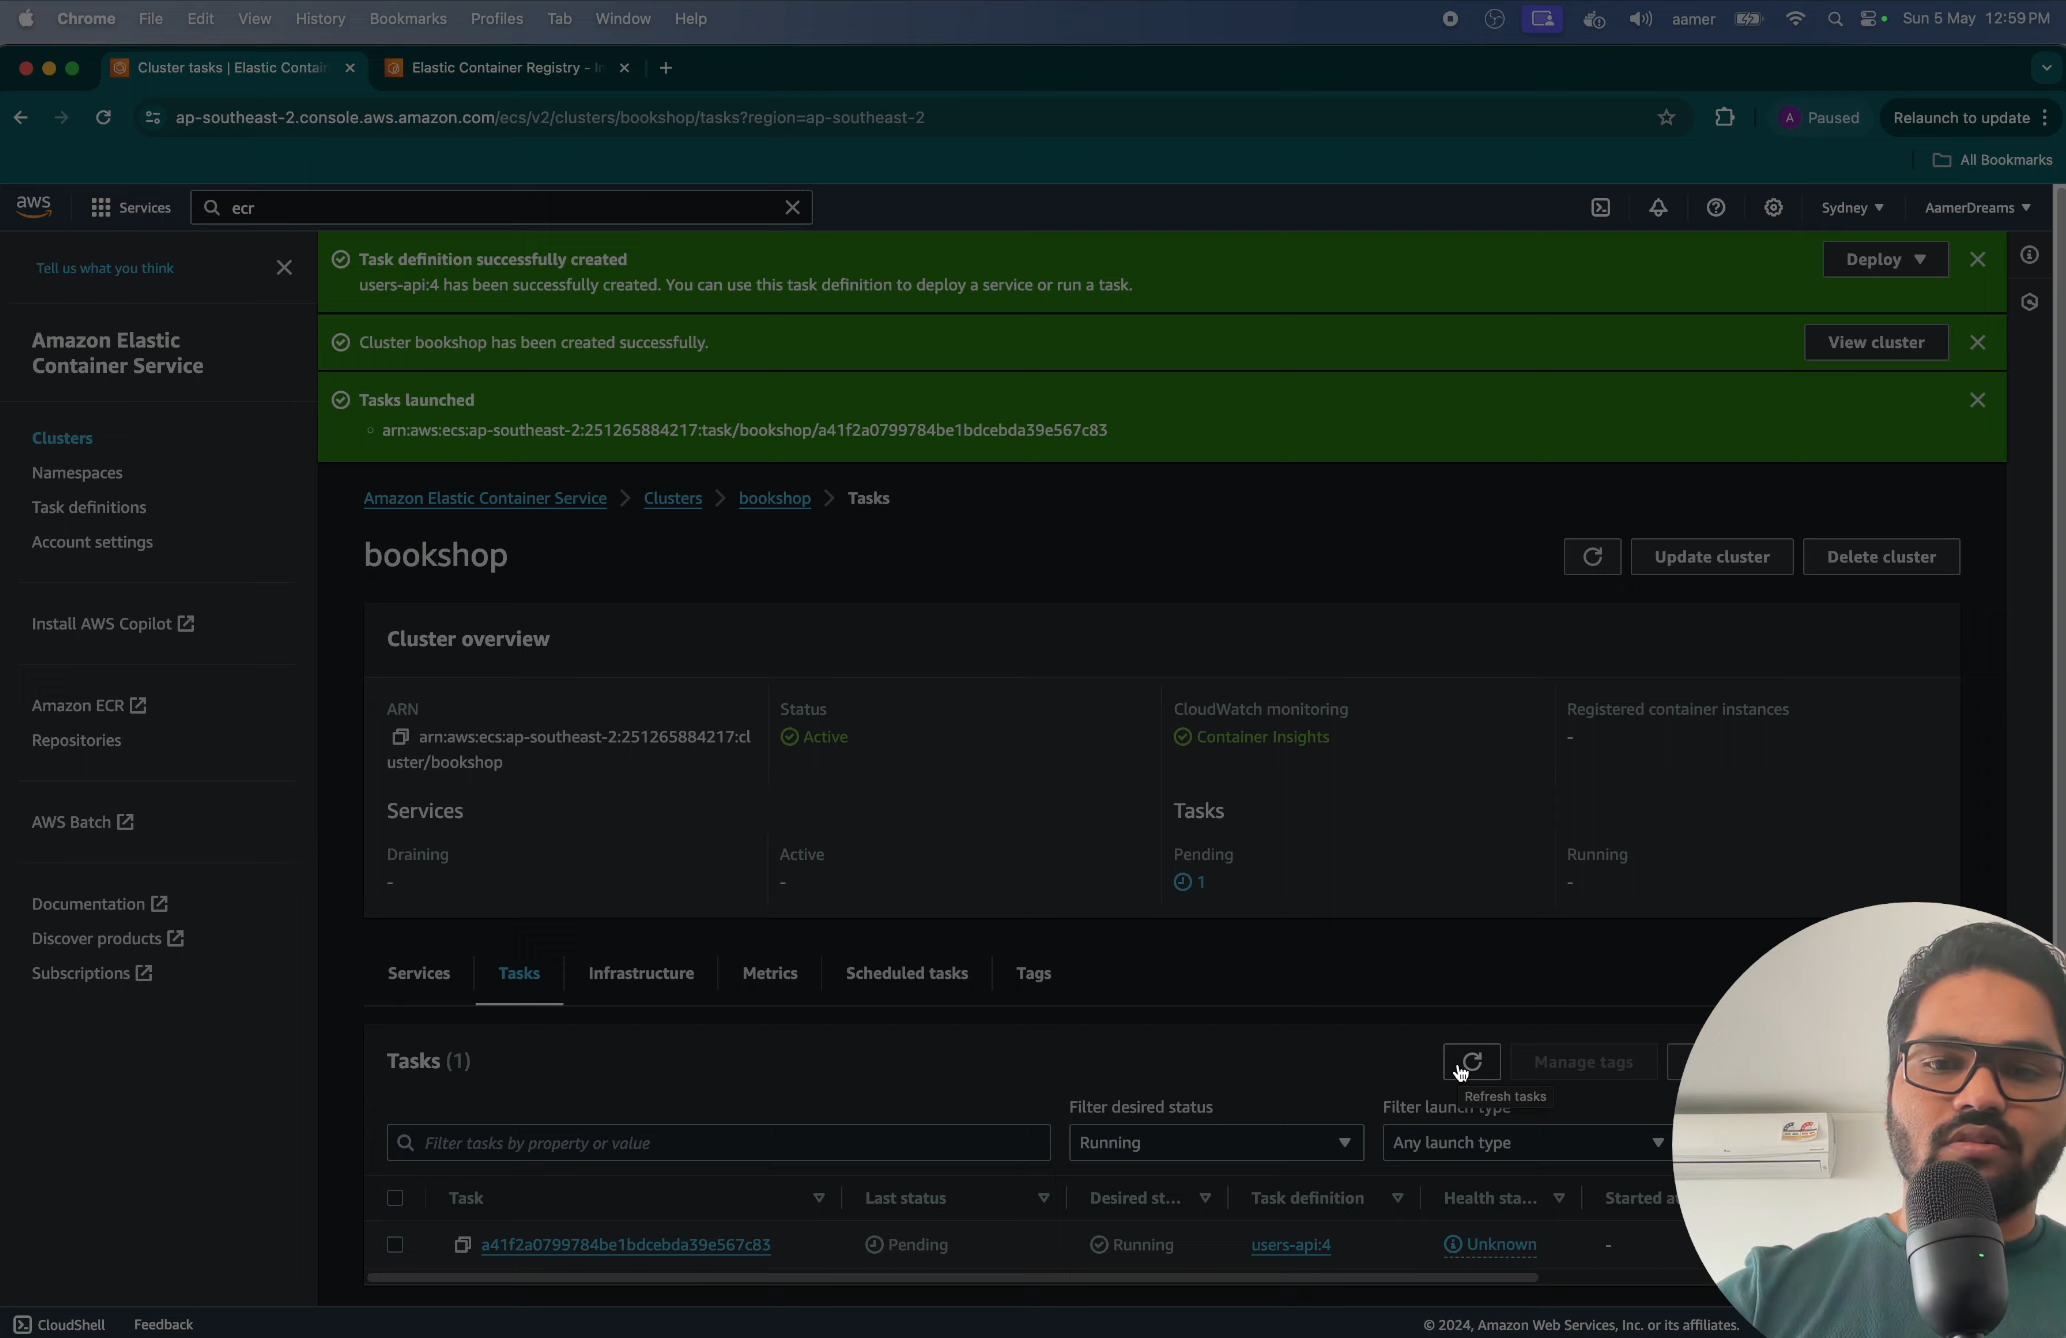 Chrome File Edit View History Bookmarks Profiles Tab Window Help aamer Sun 5 May 12:59 PM
Cluster tasks | Elastic Contai
Elastic Container Registry - In
ap-southeast-2.console.aws.amazon.com/ecs/v2/clusters/bookshop/tasks?region=ap-southeast-2
A Paused
Relaunch to update
All Bookmarks
aws Services ecr Sydney AamerDreams
Tell us what you think
Amazon Elastic
Container Service
Clusters
Namespaces
Task definitions
Account settings
Install AWS Copilot
Amazon ECR
Repositories
AWS Batch
Documentation
Discover products
Subscriptions
Task definition successfully created
users-api:4 has been successfully created. You can use this task definition to deploy a service or run a task.
Deploy
Cluster bookshop has been created successfully.
View cluster
Tasks launched
arn:aws:ecs:ap-southeast-2:251265884217:task/bookshop/a41f2a0799784be1bdcebda39e567c83
Amazon Elastic Container Service Clusters bookshop Tasks
bookshop
Update cluster Delete cluster
Cluster overview
ARN Status CloudWatch monitoring Registered container instances
arn:aws:ecs:ap-southeast-2:251265884217:cl Active Container Insights -
uster/bookshop
Services Tasks
Draining Active Pending Running
- - 1 -
Services Tasks Infrastructure Metrics Scheduled tasks Tags
Tasks (1)
Manage tags
Refresh tasks
Filter desired status Filter launch type
Filter tasks by property or value Running Any launch type
Task Last status Desired st... Task definition Health sta... Started a
a41f2a0799784be1bdcebda39e567c83 Pending Running users-api:4 Unknown -
CloudShell Feedback © 2024, Amazon Web Services, Inc. or its affiliates.